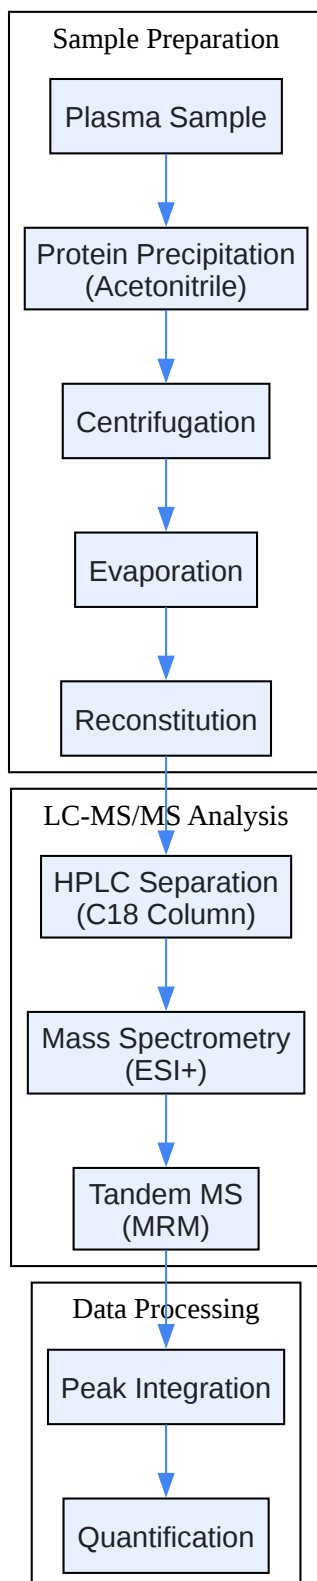 Sample Preparation
Plasma Sample
Protein Precipitation
(Acetonitrile)
Centrifugation
Evaporation
Reconstitution
LC-MS/MS Analysis
HPLC Separation
(C18 Column)
Mass Spectrometry
(ESI+)
Tandem MS
(MRM)
Data Processing
Peak Integration
Quantification